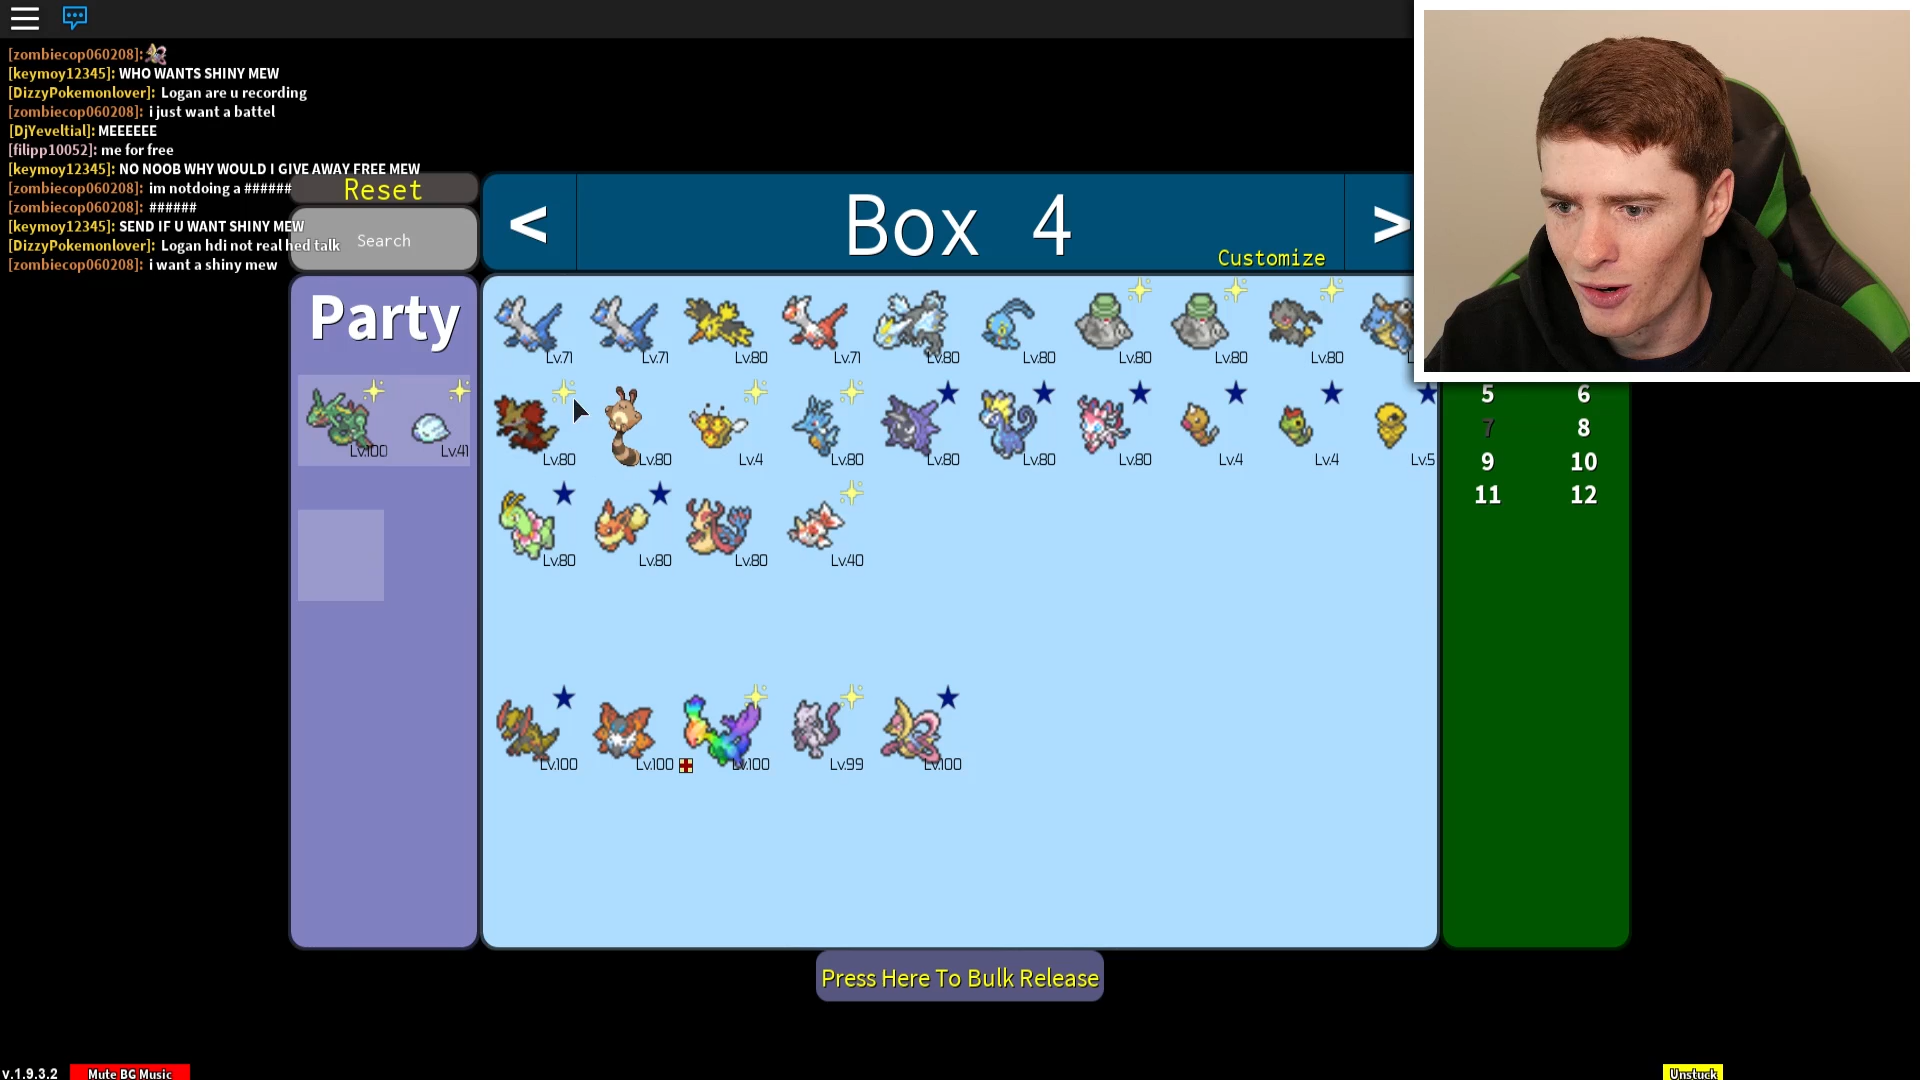 [zombiecop060208]:
[keymoy12345]: WHO WANTS SHINY MEW
[DizzyPokemonlover]: Logan are u recording
[zombiecop060208]: i just want a battel
[DjYeveltial]: MEEEEEE
[filipp10052]: me for free
[keymoy12345]: NO NOOB WHY WOULD I GIVE AWAY FREE MEW
[zombiecop060208]: im notdoing a ######
[zombiecop060208]: ######
[keymoy12345]: SEND IF U WANT SHINY MEW
[DizzyPokemonlover]: Logan hdi not real hed talk
[zombiecop060208]: i want a shiny mew
Reset
Search
< Box 4 >
Customize
Party
Lv.100 Lv.41
Lv.71 Lv.71 Lv.80 Lv.71 Lv.80 Lv.80 Lv.80 Lv.80 Lv.80
Lv.80 Lv.80 Lv.4 Lv.80 Lv.80 Lv.80 Lv.80 Lv.4 Lv.4 Lv.5
Lv.80 Lv.80 Lv.80 Lv.40
Lv.100 Lv.100 Lv.100 Lv.99 Lv.100
5 6
7 8
9 10
11 12
Press Here To Bulk Release
v.1.9.3.2
Mute BG Music
Unstuck